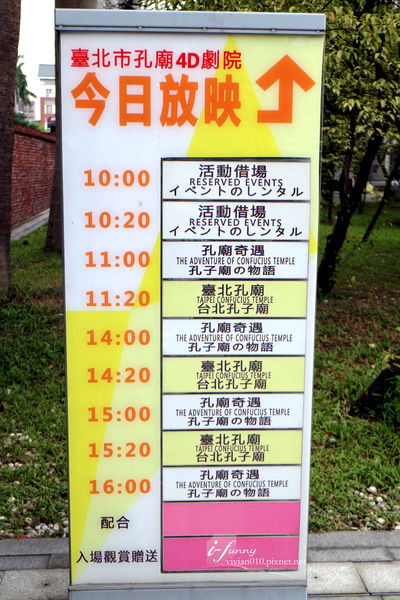 臺北市孔廟4D劇院
今日放映
10:00
活動借場
RESERVED EVENTS
イベントのレンタル
10:20
活動借場
RESERVED EVENTS
イベントのレンタル
11:00
孔廟奇遇
THE ADVENTURE OF CONFUCIUS TEMPLE
孔子廟の物語
11:20
臺北孔廟
TAIPEI CONFUCIUS TEMPLE
台北孔子廟
14:00
孔廟奇遇
THE ADVENTURE OF CONFUCIUS TEMPLE
孔子廟の物語
14:20
臺北孔廟
TAIPEI CONFUCIUS TEMPLE
台北孔子廟
15:00
孔廟奇遇
THE ADVENTURE OF CONFUCIUS TEMPLE
孔子廟の物語
15:20
臺北孔廟
TAIPEI CONFUCIUS TEMPLE
台北孔子廟
16:00
孔廟奇遇
THE ADVENTURE OF CONFUCIUS TEMPLE
孔子廟の物語
配合
入場觀賞贈送
i-funny
vivian010.pixnet.net